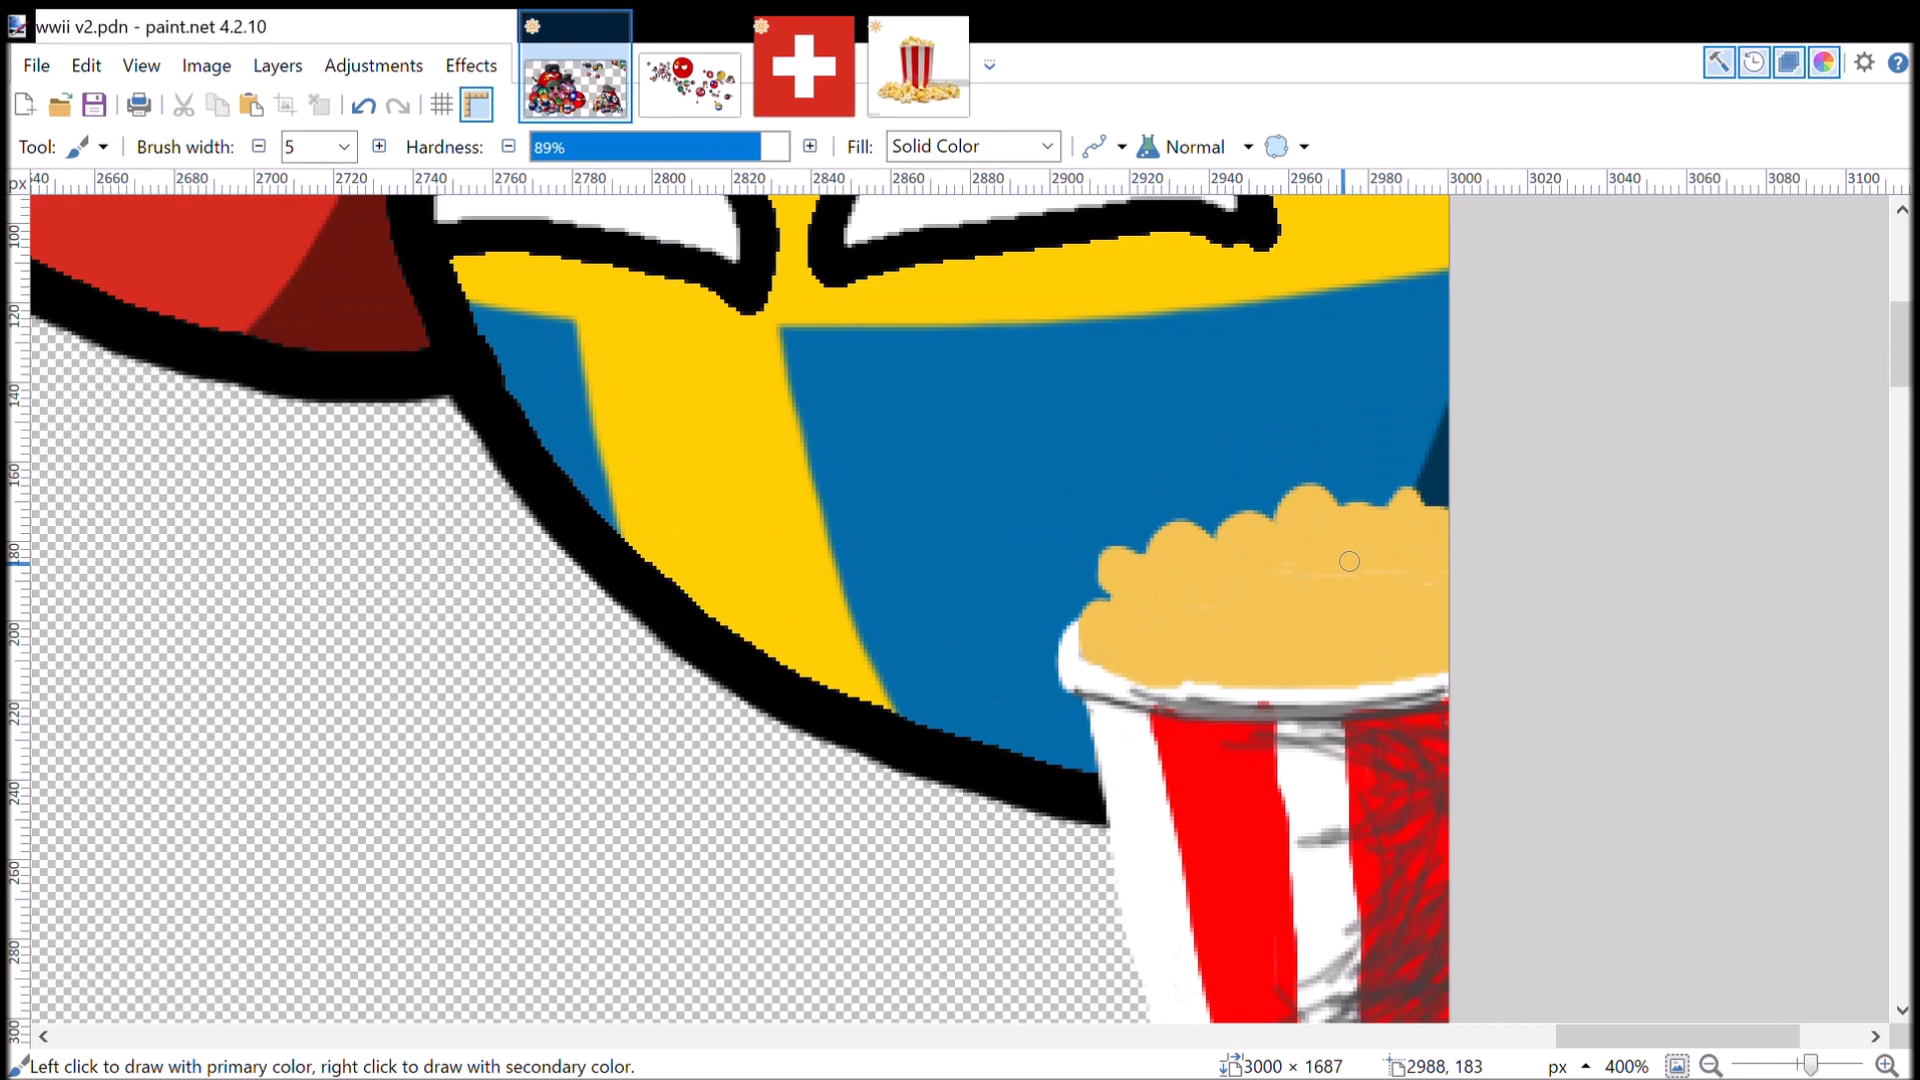 wwii v2.pdn - paint.net 4.2.10
File Edit View Image Layers Adjustments Effects
Tool: Brush width: 5 Hardness: 89% Fill: Solid Color Normal
px 40 2660 2680 2700 2720 2740 2760 2780 2800 2820 2840 2860 2880 2900 2920 2940 2960 2980 3000 3020 3040 3060 3080 3100
100
120
140
160
180
200
220
240
260
280
300
Left click to draw with primary color, right click to draw with secondary color. 3000 × 1687 2988, 183 px 400%